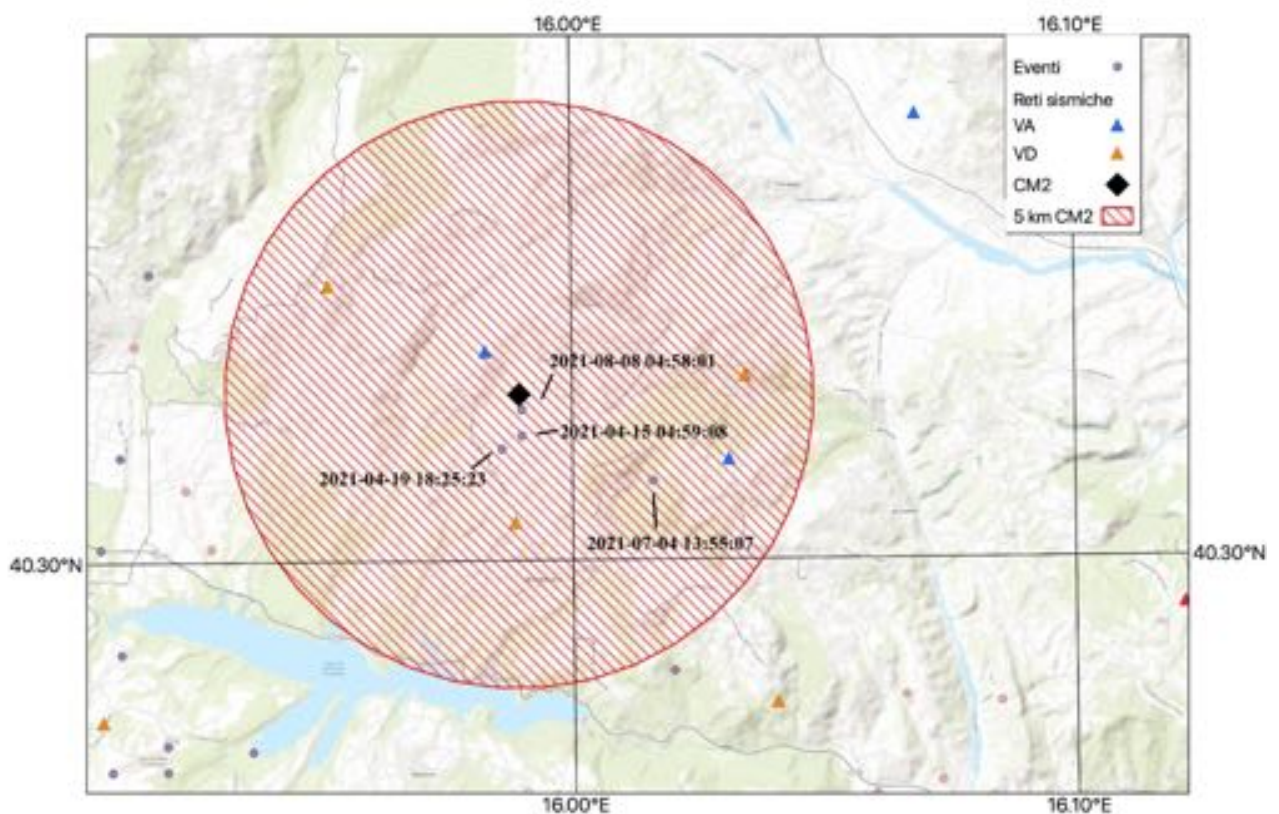 16.00°E 16.10°E
Eventi
Reti sismiche
VA
VD
CM2
5 km CM2
2021-08-08 04:58:01
2021-04-15 04:59:08
2021-04-19 18:25:23
2021-07-04 13:55:07
40.30°N 40.30°N
16.00°E 16.10°E